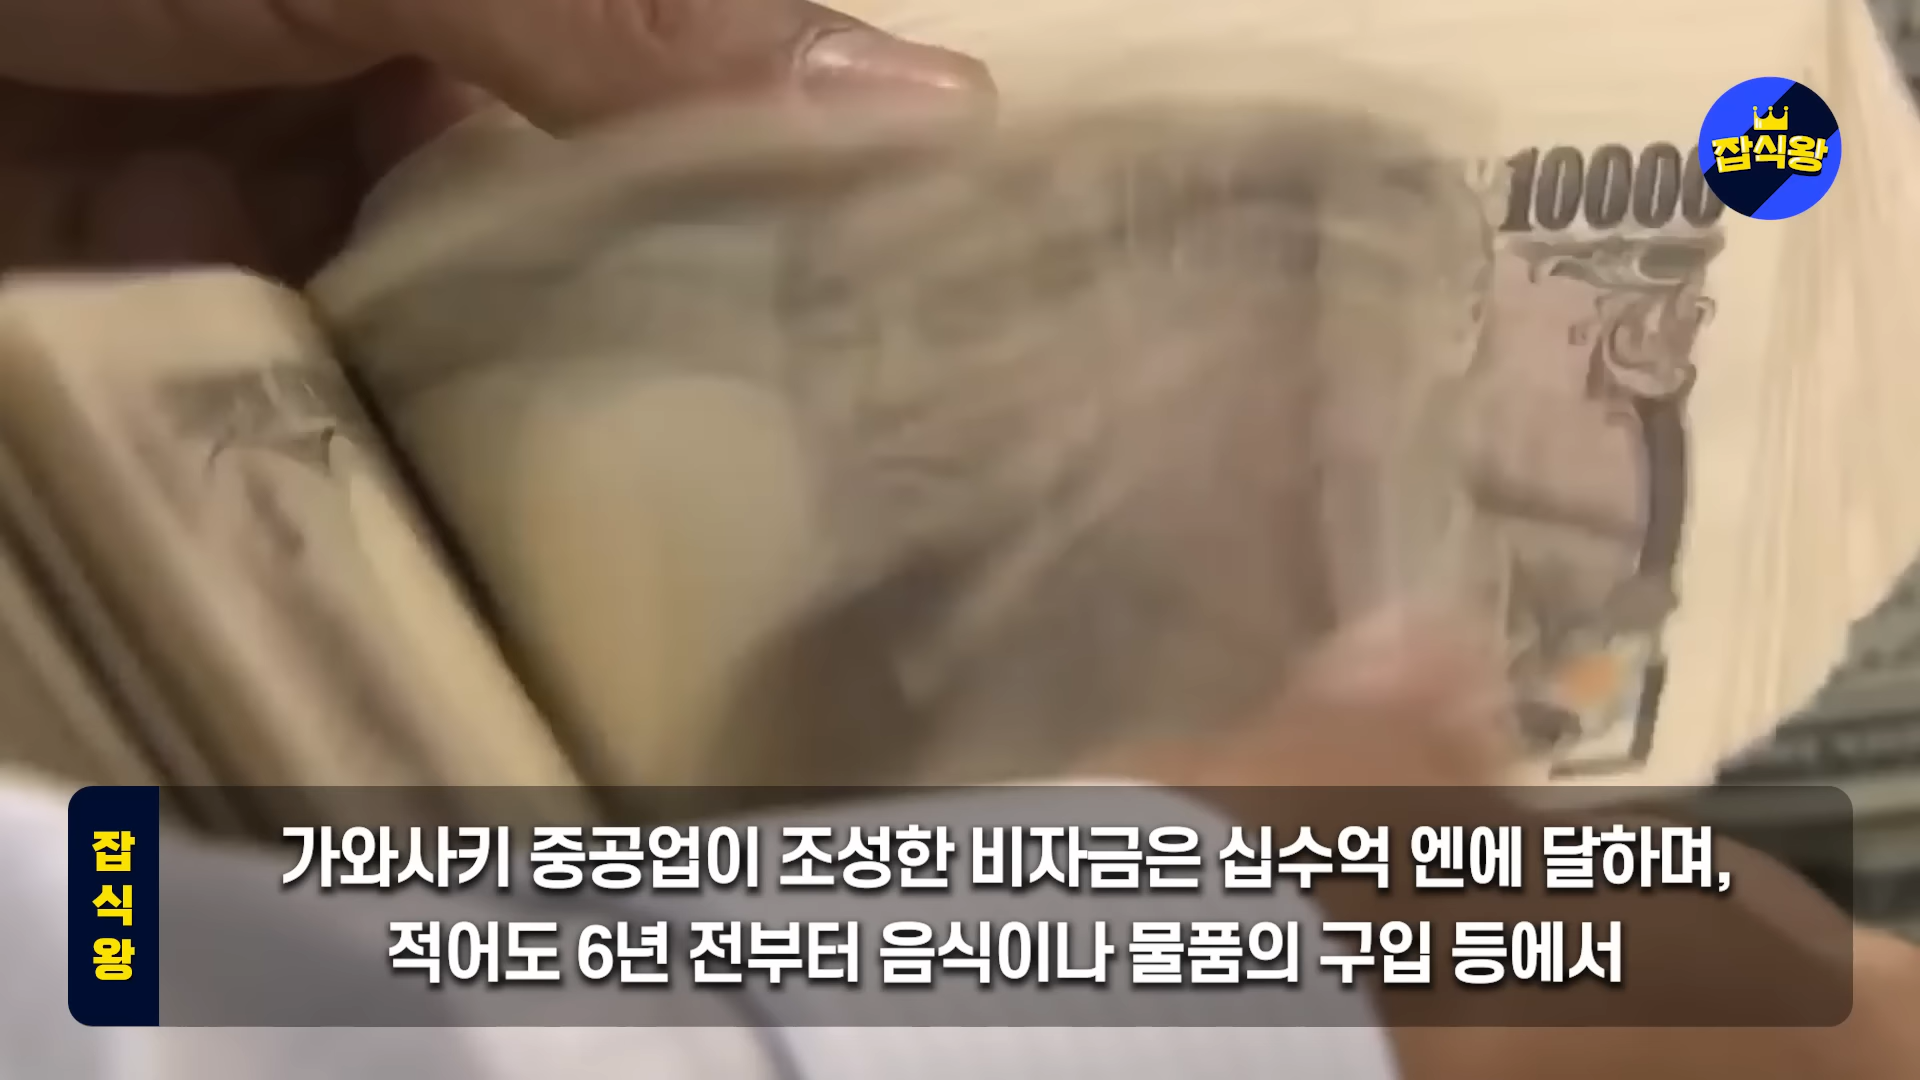 잡식왕
10000
잡식왕
가와사키 중공업이 조성한 비자금은 십수억 엔에 달하며,
적어도 6년 전부터 음식이나 물품의 구입 등에서